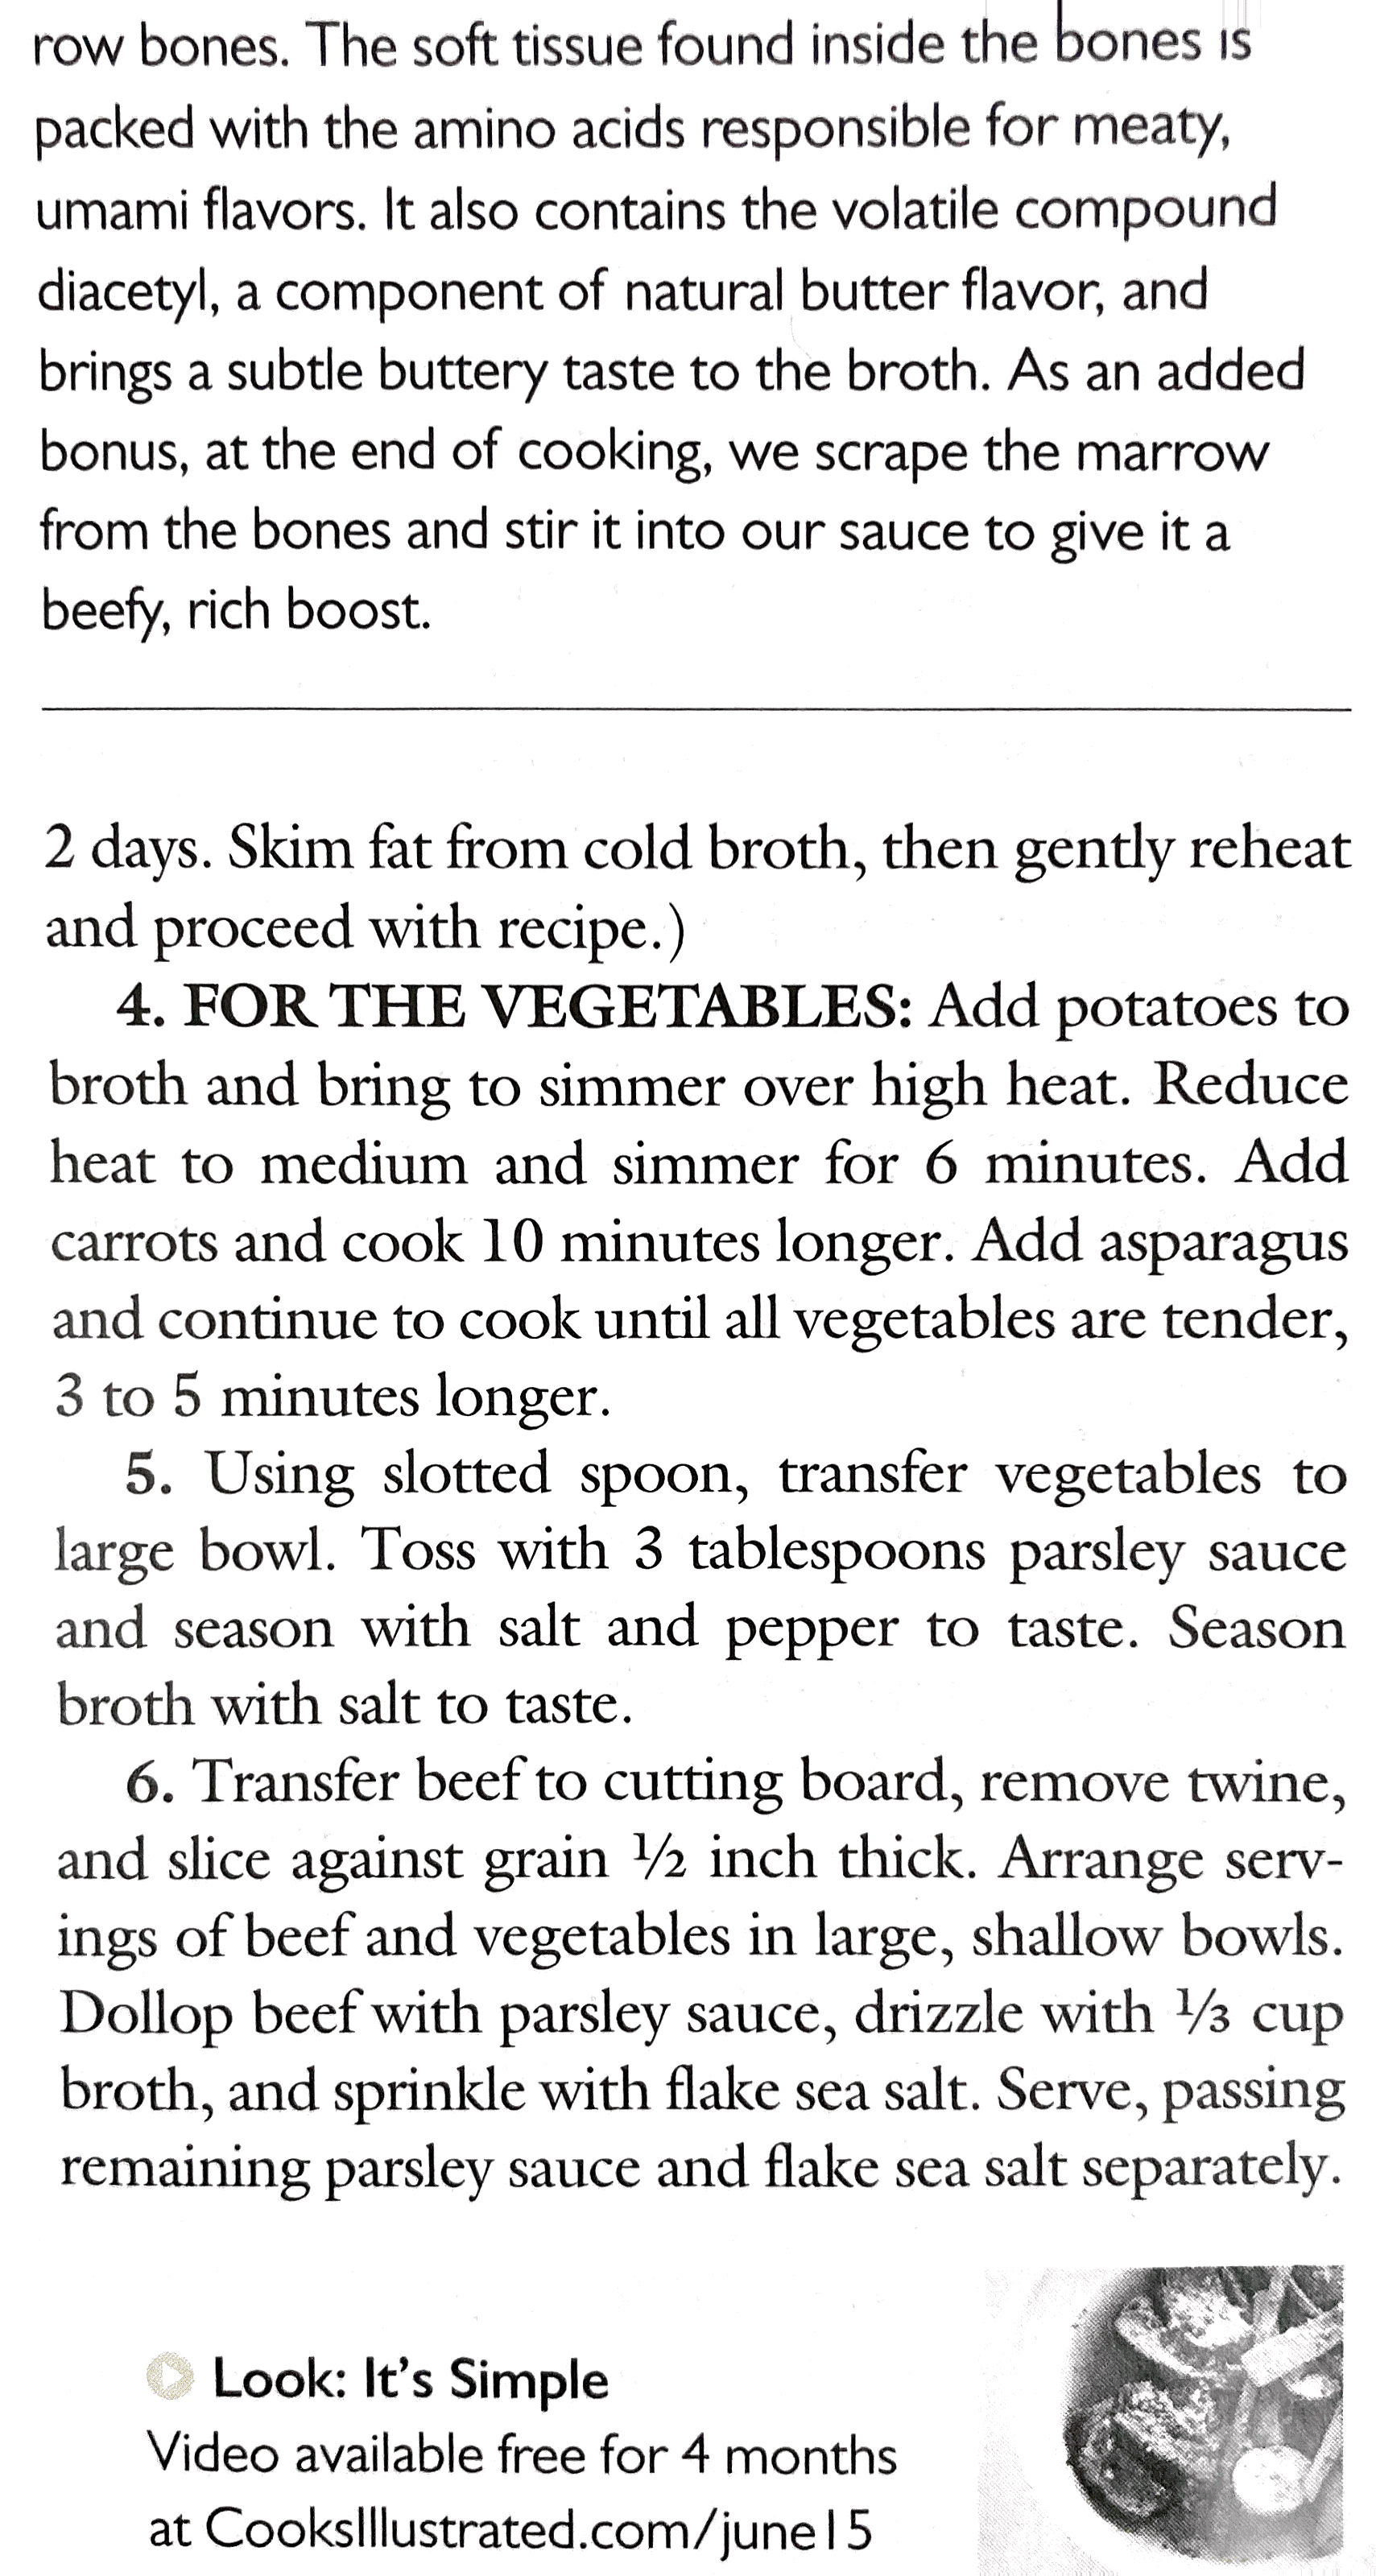 row bones. The soft tissue found inside the bones is
packed with the amino acids responsible for meaty,
umami flavors. It also contains the volatile compound
diacetyl, a component of natural butter flavor, and
brings a subtle buttery taste to the broth. As an added
bonus, at the end of cooking, we scrape the marrow
from the bones and stir it into our sauce to give it a
beefy, rich boost.
2 days. Skim fat from cold broth, then gently reheat
and proceed with recipe.)
4. FOR THE VEGETABLES: Add potatoes to
broth and bring to simmer over high heat. Reduce
heat to medium and simmer for 6 minutes. Add
carrots and cook 10 minutes longer. Add asparagus
and continue to cook until all vegetables are tender,
3 to 5 minutes longer.
5. Using slotted spoon, transfer vegetables to
large bowl. Toss with 3 tablespoons parsley sauce
and season with salt and pepper to taste. Season
broth with salt to taste.
6. Transfer beef to cutting board, remove twine,
and slice against grain ½ inch thick. Arrange serv-
ings of beef and vegetables in large, shallow bowls.
Dollop beef with parsley sauce, drizzle with ⅓ cup
broth, and sprinkle with flake sea salt. Serve, passing
remaining parsley sauce and flake sea salt separately.
Look: It's Simple
Video available free for 4 months
at CooksIllustrated.com/june15